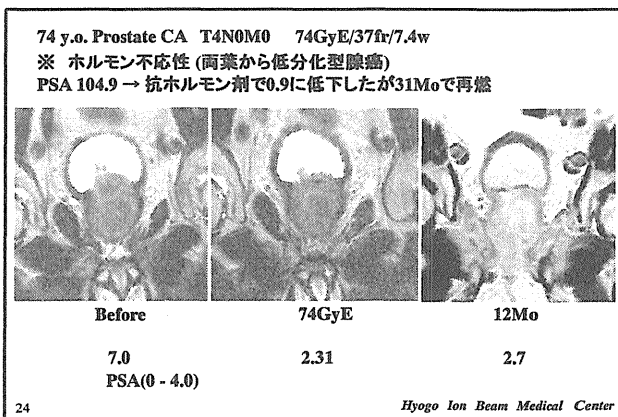 74 y.o. Prostate CA T4N0M0 74GyE/37fr/7.4w
※ ホルモン不応性 (両葉から低分化型腺癌)
PSA 104.9 → 抗ホルモン剤で0.9に低下したが31Moで再燃
Before 74GyE 12Mo
7.0 2.31 2.7
PSA(0 - 4.0)
24 Hyogo Ion Beam Medical Center